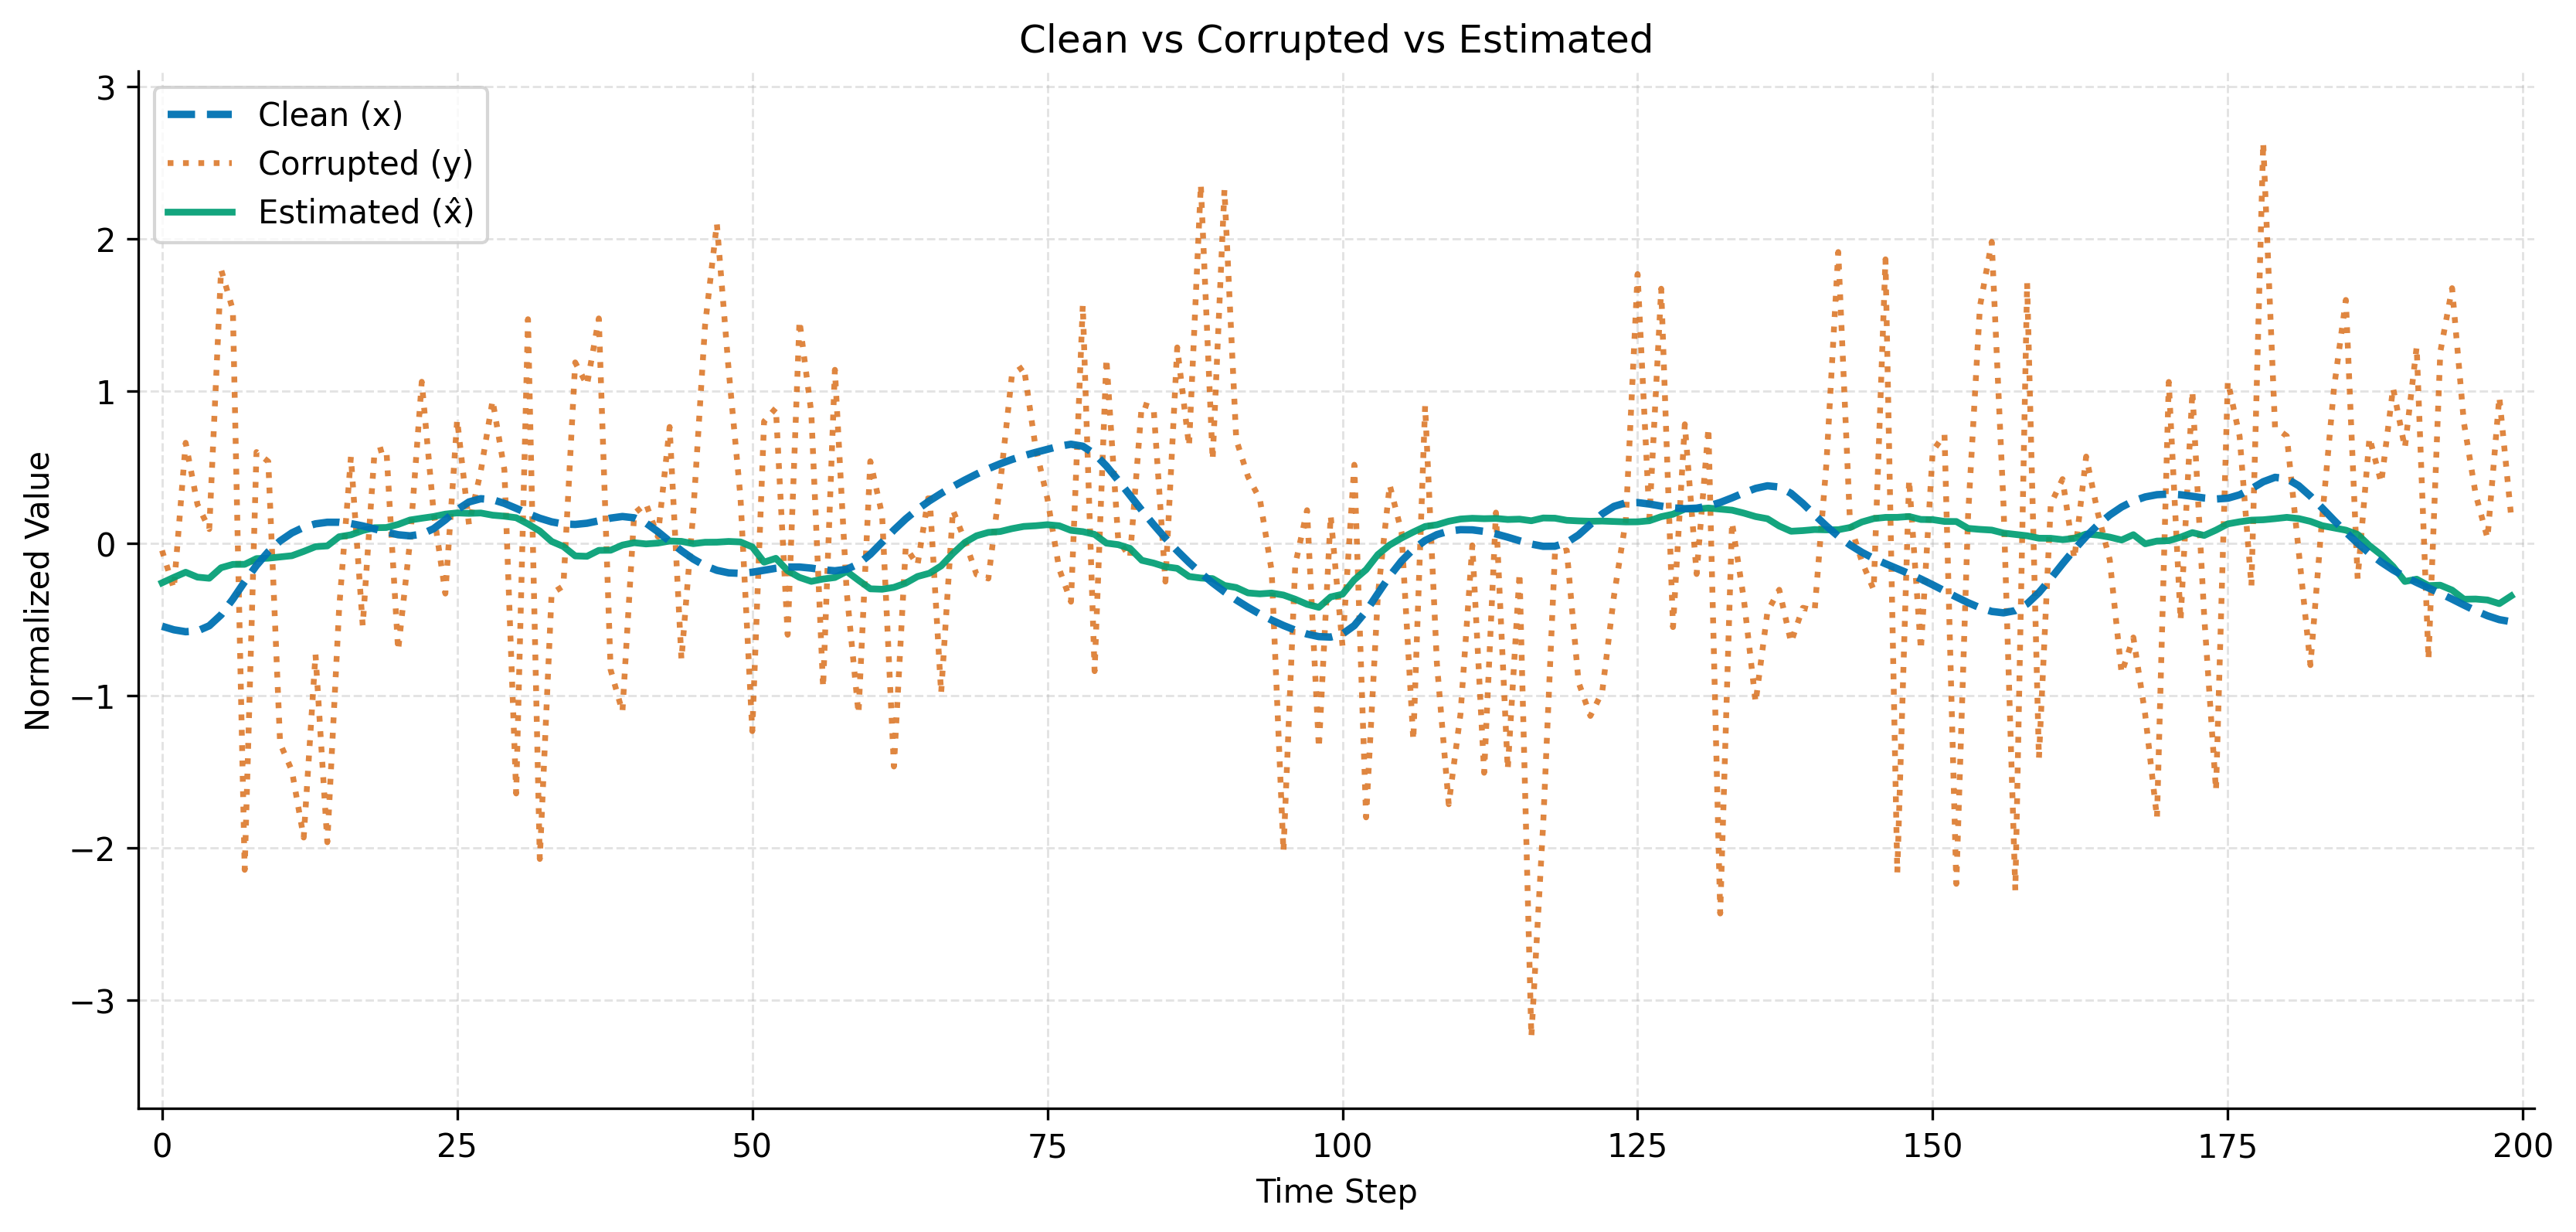 Clean vs Corrupted vs Estimated
Clean (x)
Corrupted (y)
Estimated (x̂)
Normalized Value
3
2
1
0
−1
−2
−3
0 25 50 75 100 125 150 175 200
Time Step